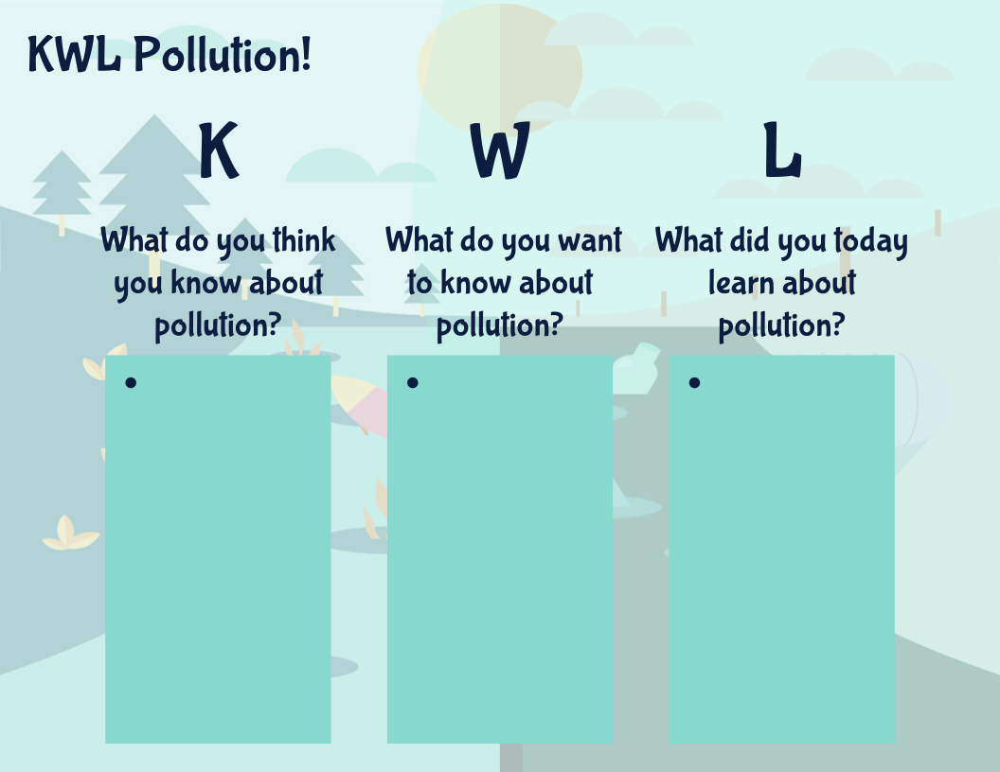 KWL Pollution!
K
What do you think
you know about
pollution?
•
W
What do you want
to know about
pollution?
•
L
What did you today
learn about
pollution?
•